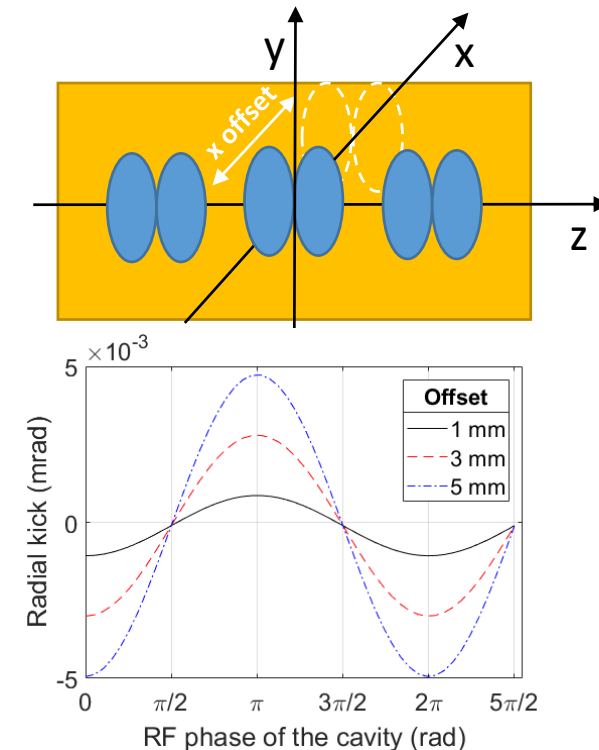 y
x
x offset
z
5 ×10⁻³
Offset
1 mm
3 mm
5 mm
0
-5
Radial kick (mrad)
0 π/2 π 3π/2 2π 5π/2
RF phase of the cavity (rad)